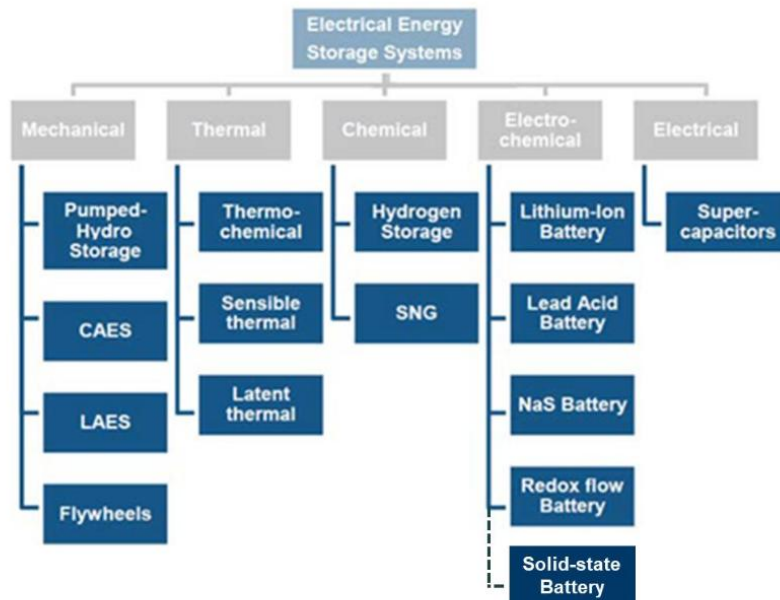 Electrical Energy
Storage Systems
Mechanical
Thermal
Chemical
Electro-
chemical
Electrical
Pumped-
Hydro
Storage
CAES
LAES
Flywheels
Thermo-
chemical
Sensible
thermal
Latent
thermal
Hydrogen
Storage
SNG
Lithium-Ion
Battery
Lead Acid
Battery
NaS Battery
Redox flow
Battery
Solid-state
Battery
Super-
capacitors